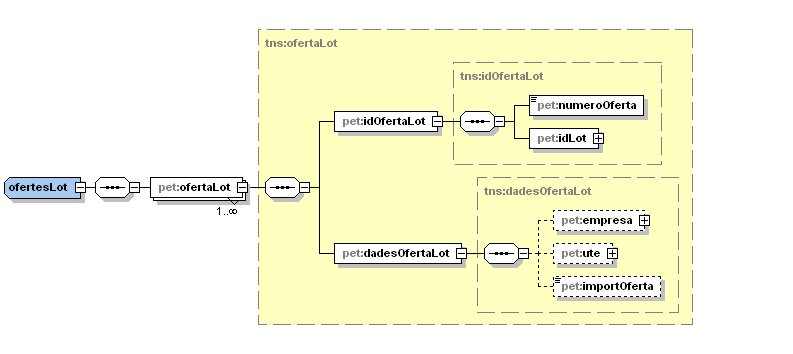 tns:ofertaLot
tns:idOfertaLot
pet:numeroOferta
pet:idOfertaLot
pet:idLot
ofertesLot
pet:ofertaLot
1..∞
tns:dadesOfertaLot
pet:empresa
pet:dadesOfertaLot
pet:ute
pet:importOferta